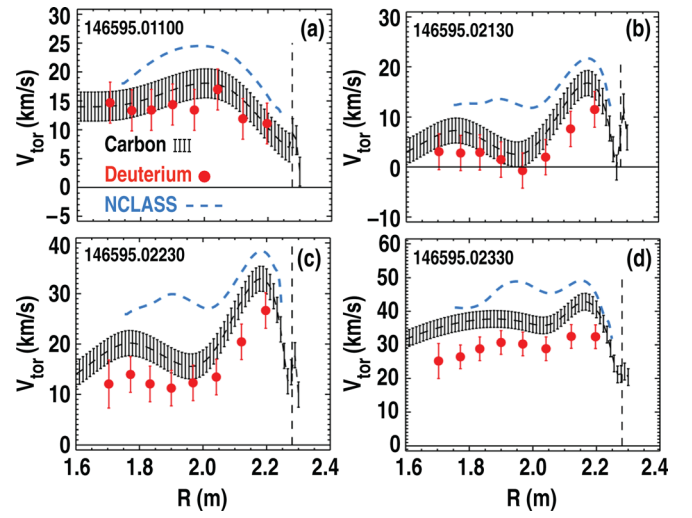 146595.01100 (a)
V_tor (km/s)
30
25
20
15
10
5
0
−5
Carbon
Deuterium
NCLASS
146595.02130 (b)
V_tor (km/s)
30
20
10
0
−10
146595.02230 (c)
V_tor (km/s)
40
30
20
10
0
1.6 1.8 2.0 2.2 2.4
R (m)
146595.02330 (d)
V_tor (km/s)
60
50
40
30
20
10
0
1.6 1.8 2.0 2.2 2.4
R (m)